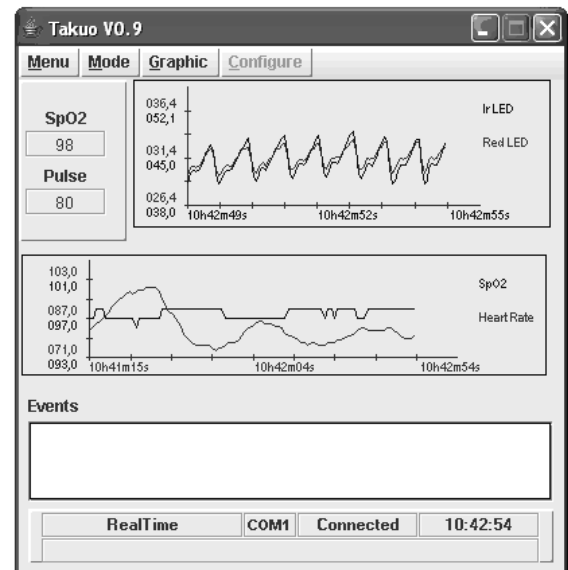 Takuo V0.9
Menu Mode Graphic Configure
SpO2
98
Pulse
80
036,4
052,1
031,4
045,0
026,4
038,0
10h42m49s 10h42m52s 10h42m55s
Ir LED
Red LED
103,0
101,0
087,0
097,0
071,0
093,0
10h41m15s 10h42m04s 10h42m54s
SpO2
Heart Rate
Events
RealTime COM1 Connected 10:42:54